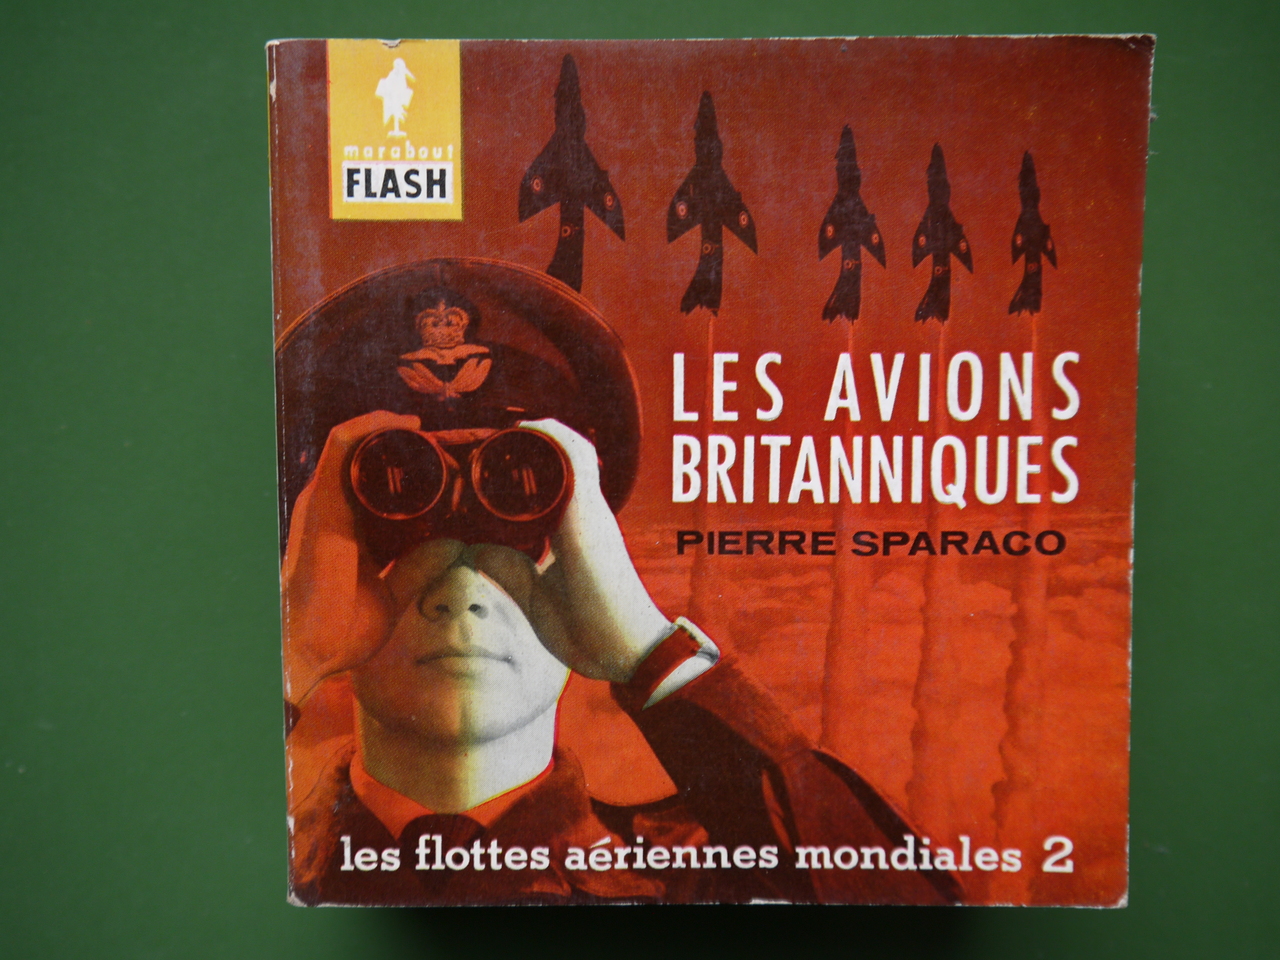 marabout
FLASH
LES AVIONS
BRITANNIQUES
PIERRE SPARACO
les flottes aériennes mondiales 2